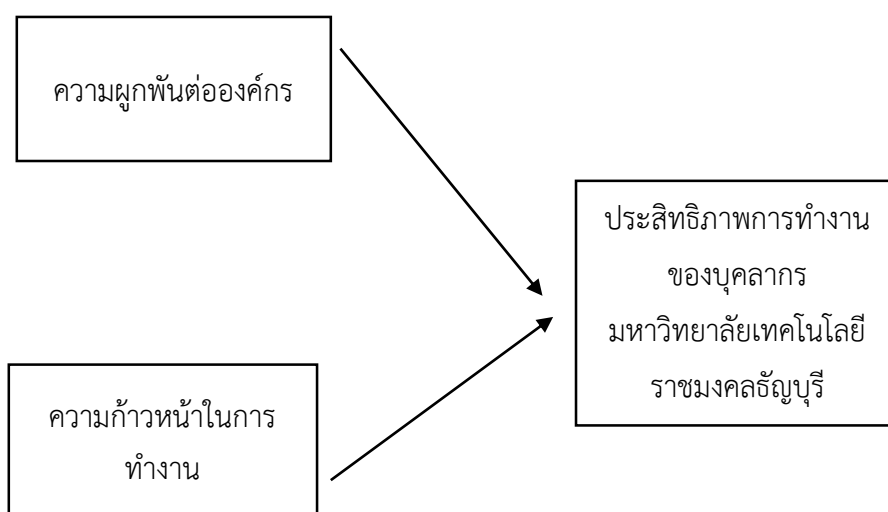 ความผูกพันต่อองค์กร
ประสิทธิภาพการทำงาน
ของบุคลากร
มหาวิทยาลัยเทคโนโลยี
ราชมงคลธัญบุรี
ความก้าวหน้าในการ
ทำงาน